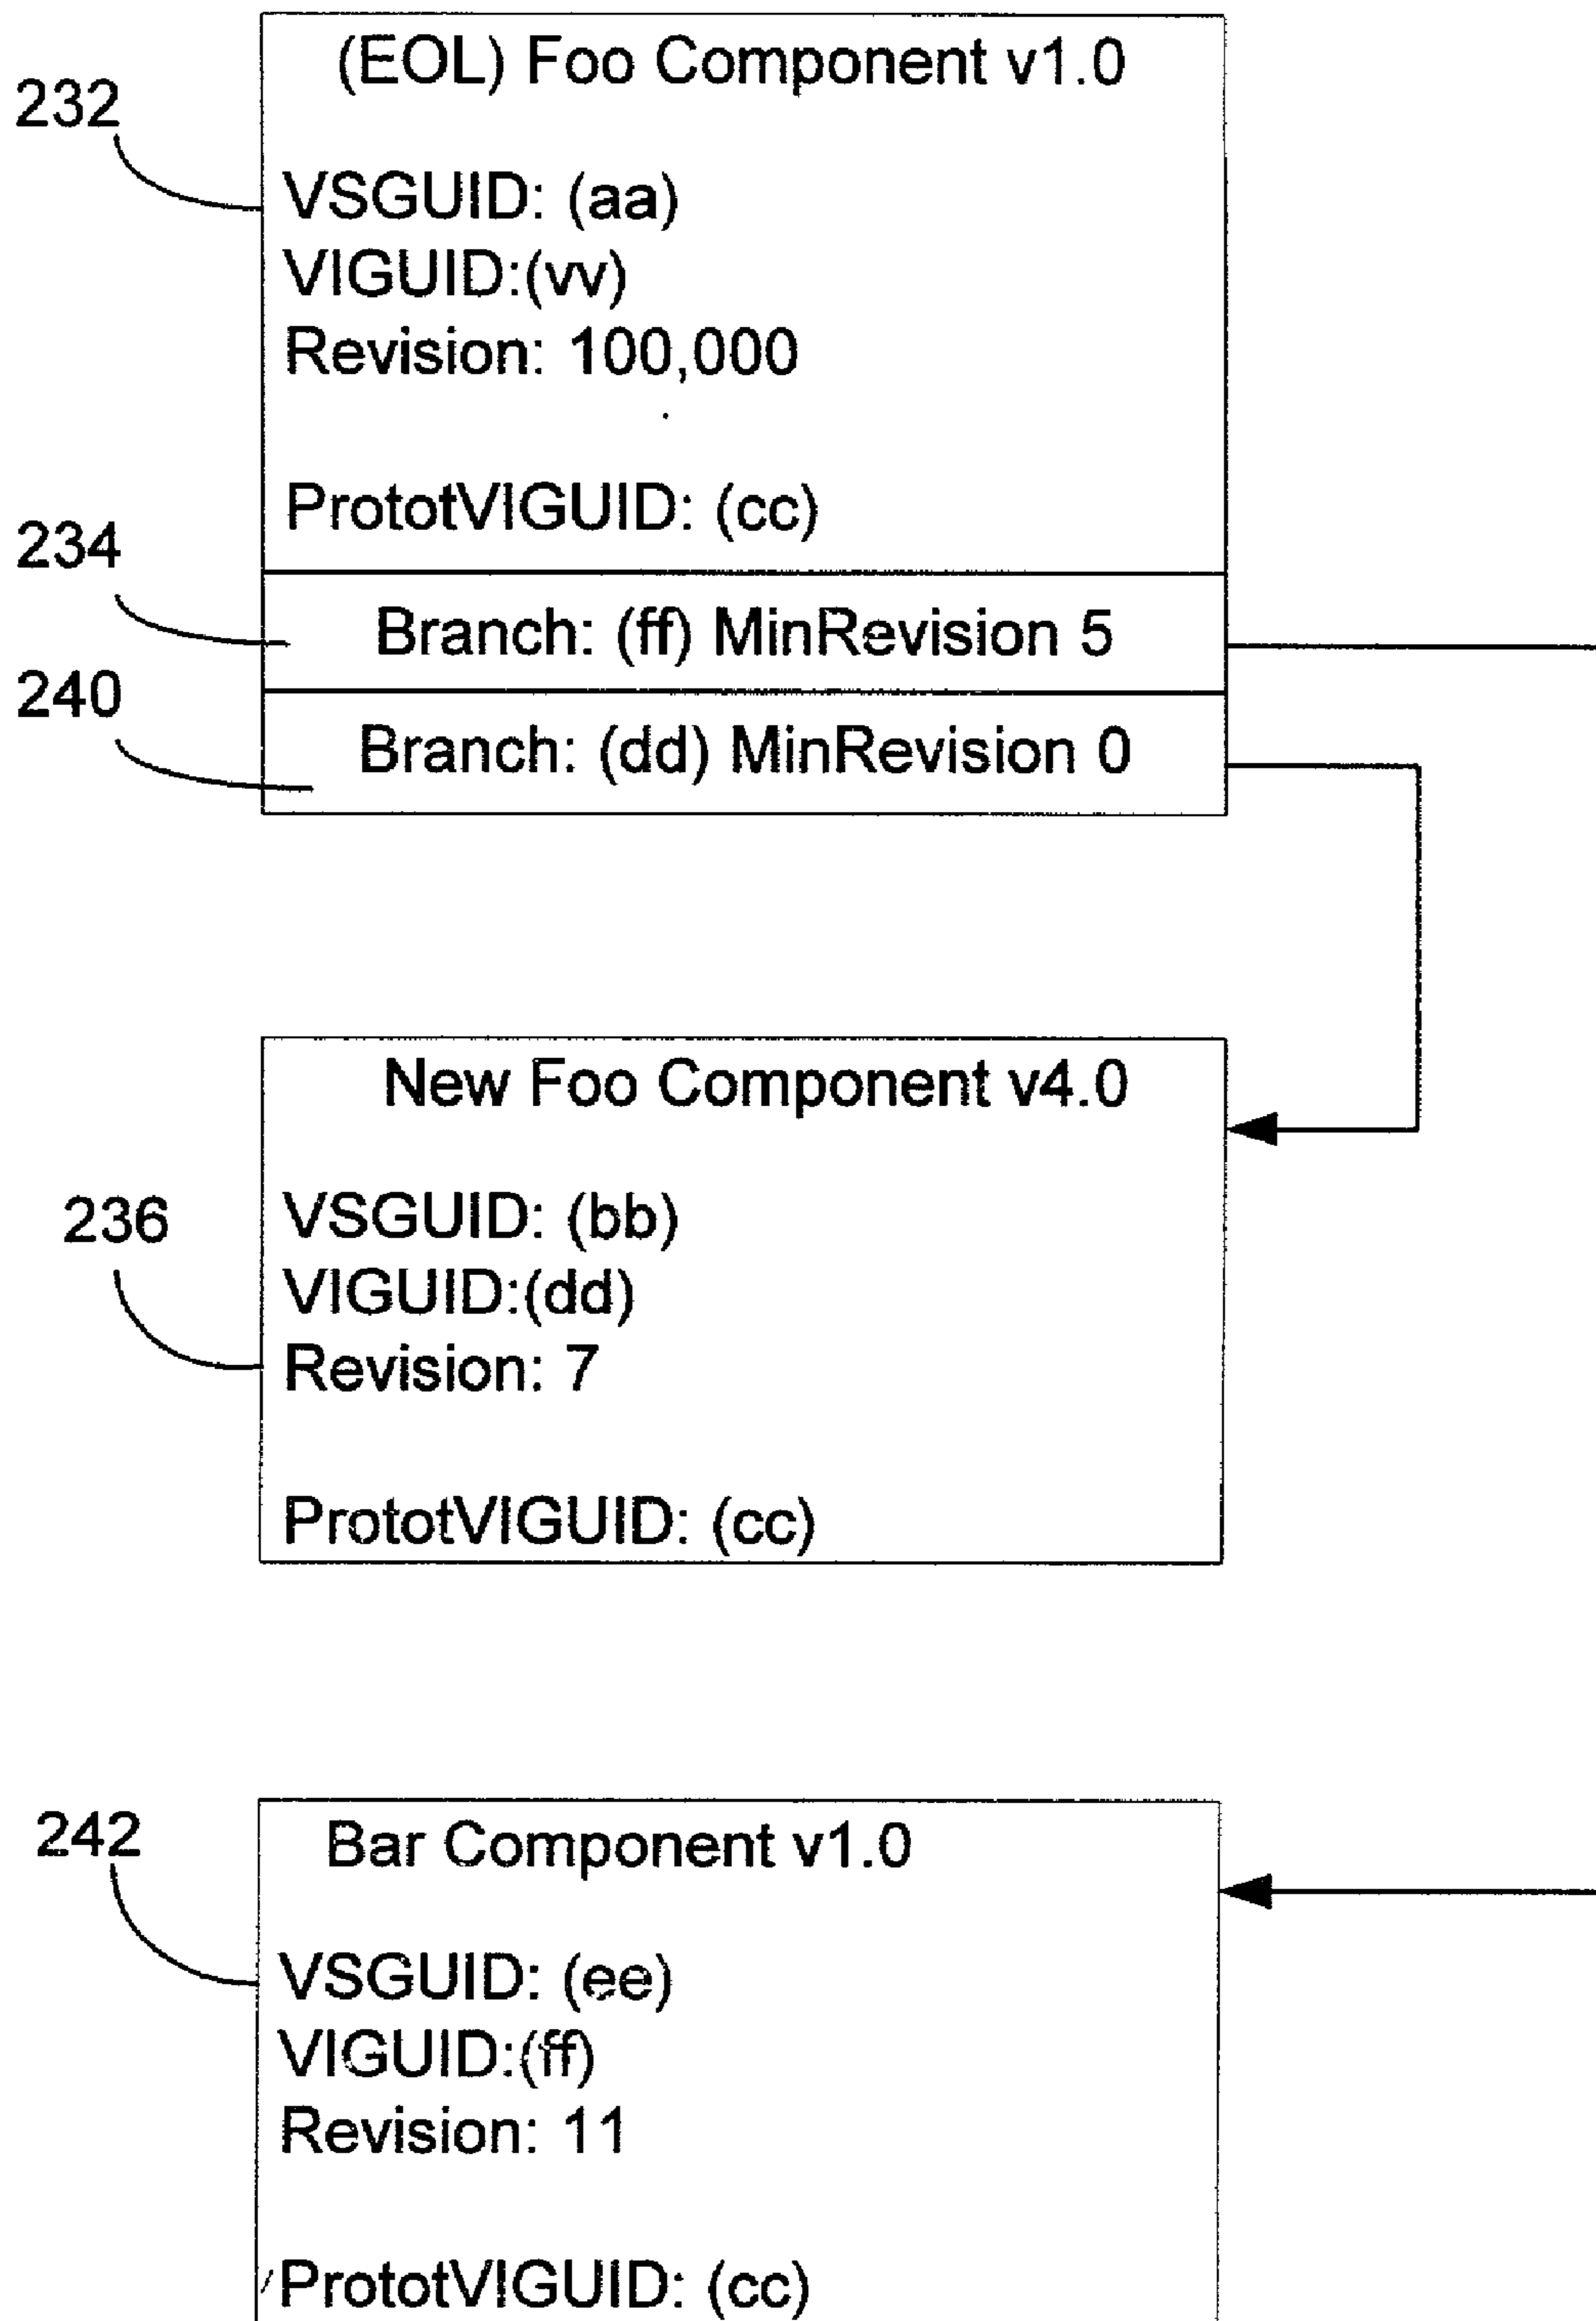 (EOL) Foo Component v1.0
232
VSGUID: (aa)
VIGUID:(vv)
Revision: 100,000
PrototVIGUID: (cc)
234
Branch: (ff) MinRevision 5
240
Branch: (dd) MinRevision 0
New Foo Component v4.0
236
VSGUID: (bb)
VIGUID:(dd)
Revision: 7
PrototVIGUID: (cc)
242
Bar Component v1.0
VSGUID: (ee)
VIGUID:(ff)
Revision: 11
PrototVIGUID: (cc)